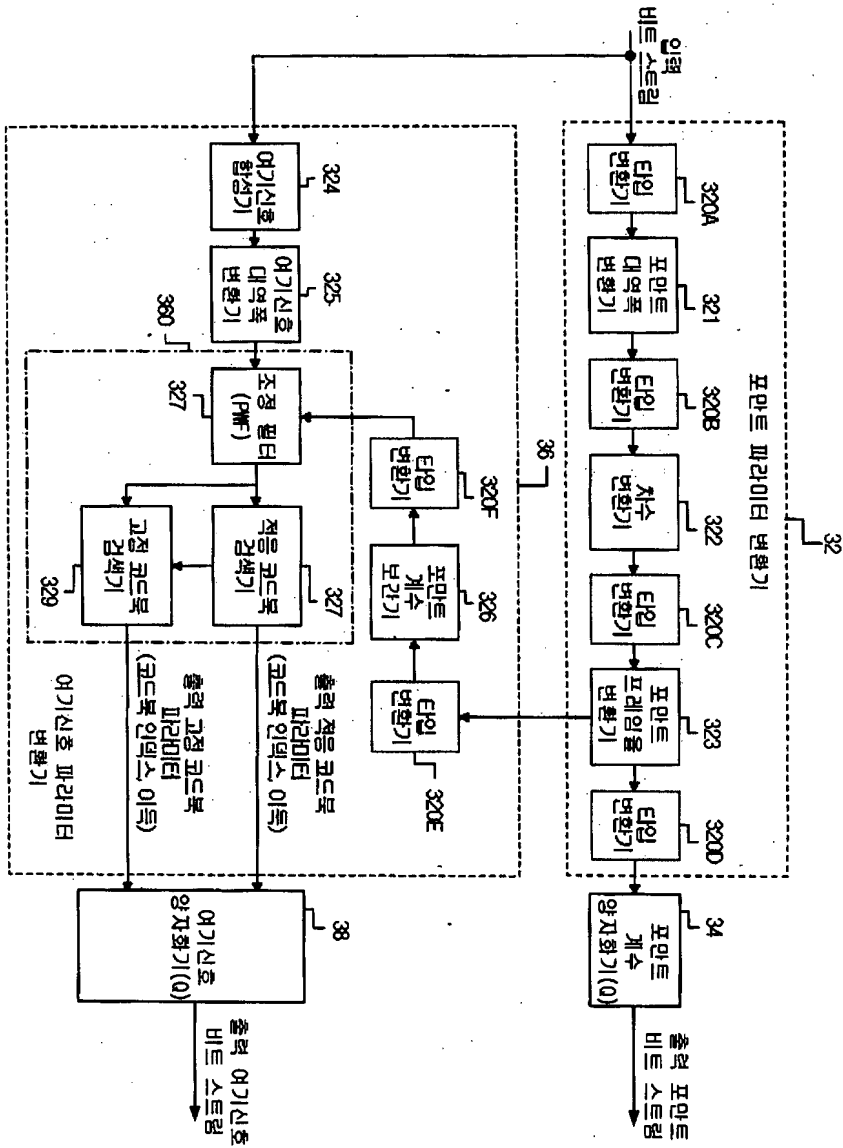 입력
비트 스트림
포만트 파라미터 변환기
32
타입
변환기
320A
포만트
대역폭
변환기
321
타입
변환기
320B
차수
변환기
322
타입
변환기
320C
포만트
프레임율
변환기
323
타입
변환기
320D
포만트
계수
양자화기(Q)
34
출력 포만트
비트 스트림
36
여기신호
합성기
324
여기신호
대역폭
변환기
325
360
조정 필터
(PWF)
327
타입
변환기
320F
포만트
계수
보간기
326
타입
변환기
320E
적응 코드북
검색기
327
고정 코드북
검색기
329
출력 적응 코드북
파라미터
(코드북 인덱스, 이득)
출력 고정 코드북
파라미터
(코드북 인덱스, 이득)
여기신호 파라미터
변환기
여기신호
양자화기(Q)
38
출력 여기신호
비트 스트림